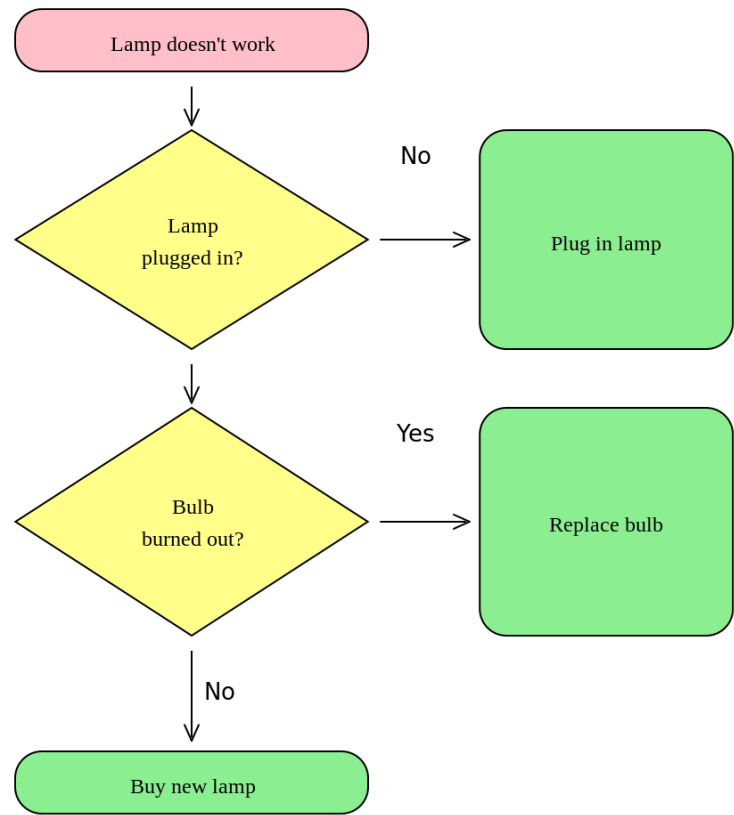 Lamp doesn't work
No
Lamp
plugged in?
Plug in lamp
Yes
Bulb
burned out?
Replace bulb
No
Buy new lamp